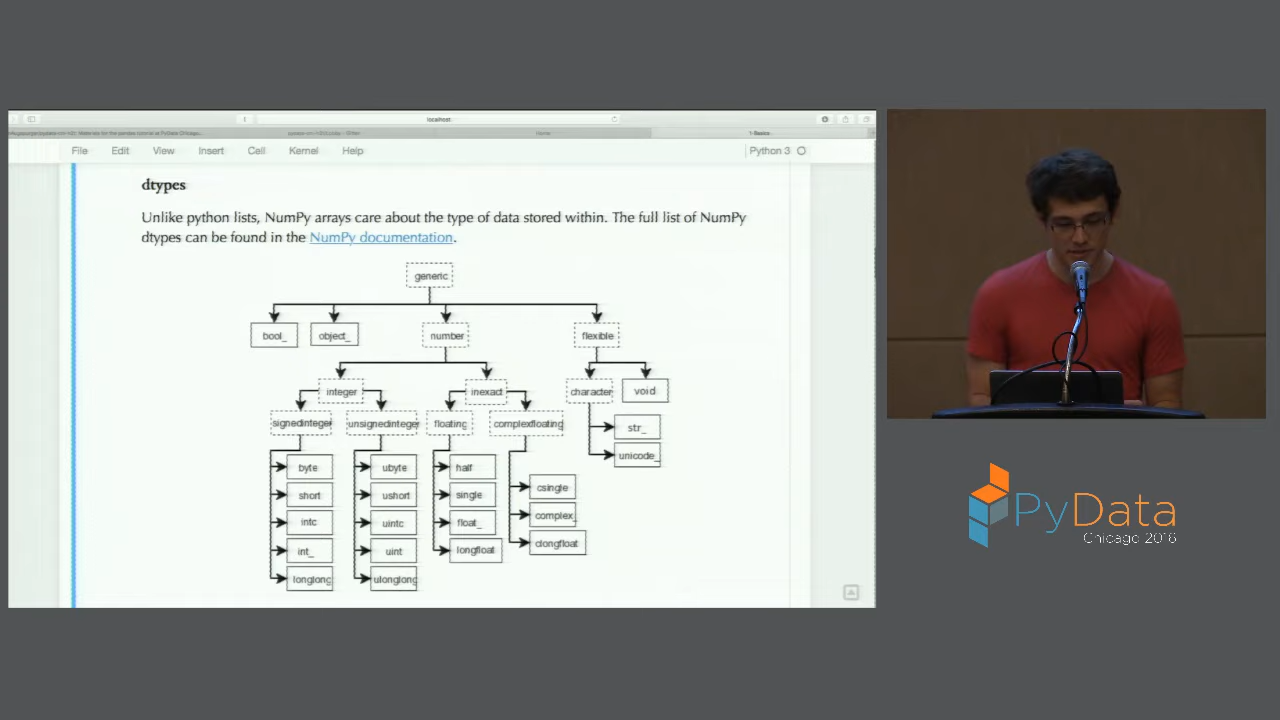 localhost
Home
1-Basics
File Edit View Insert Cell Kernel Help
Python 3
dtypes
Unlike python lists, NumPy arrays care about the type of data stored within. The full list of NumPy
dtypes can be found in the NumPy documentation.
generic
bool_ object_ number flexible
integer inexact character void
signedinteger unsignedinteger floating complexfloating str_
unicode_
byte ubyte half
csingle
short ushort single
complex_
intc uintc float_
clongfloat
int_ uint longfloat
longlong ulonglong
PyData
Chicago 2016